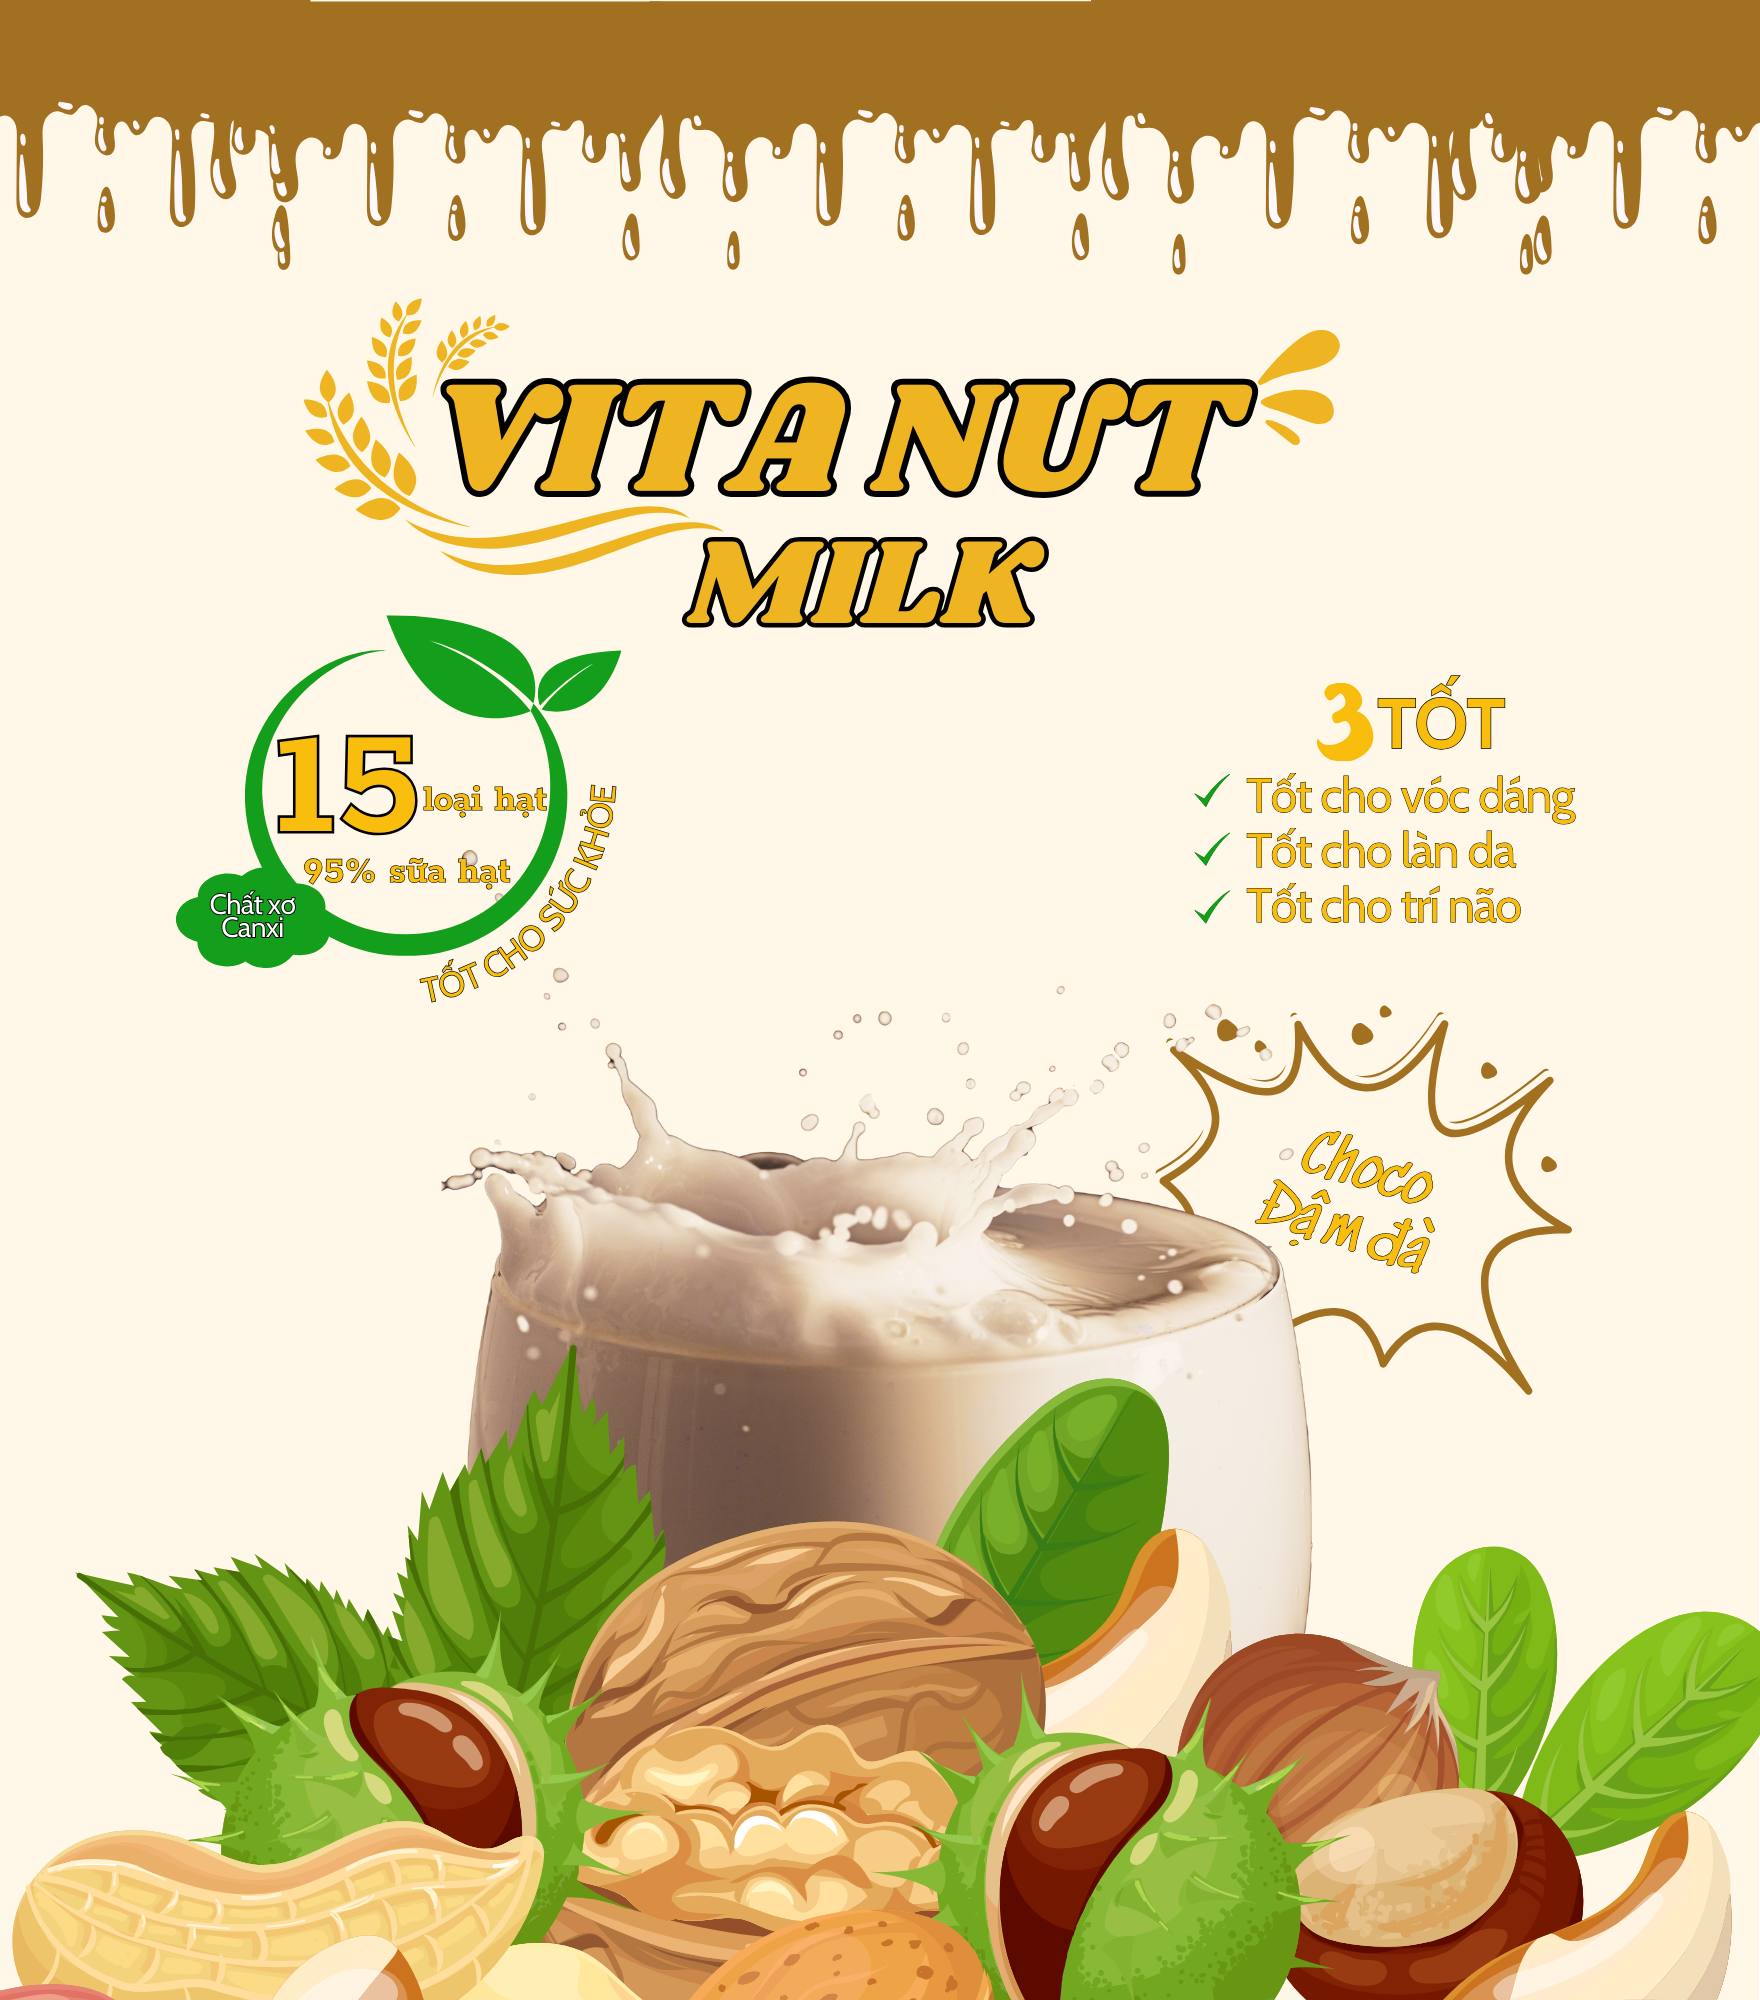 VITA NUT
MILK
15 loại hạt
95% sữa hạt
Chất xơ
Canxi
TỐT CHO SỨC KHỎE
3 TỐT
Tốt cho vóc dáng
Tốt cho làn da
Tốt cho trí não
Choco
Đậm đà